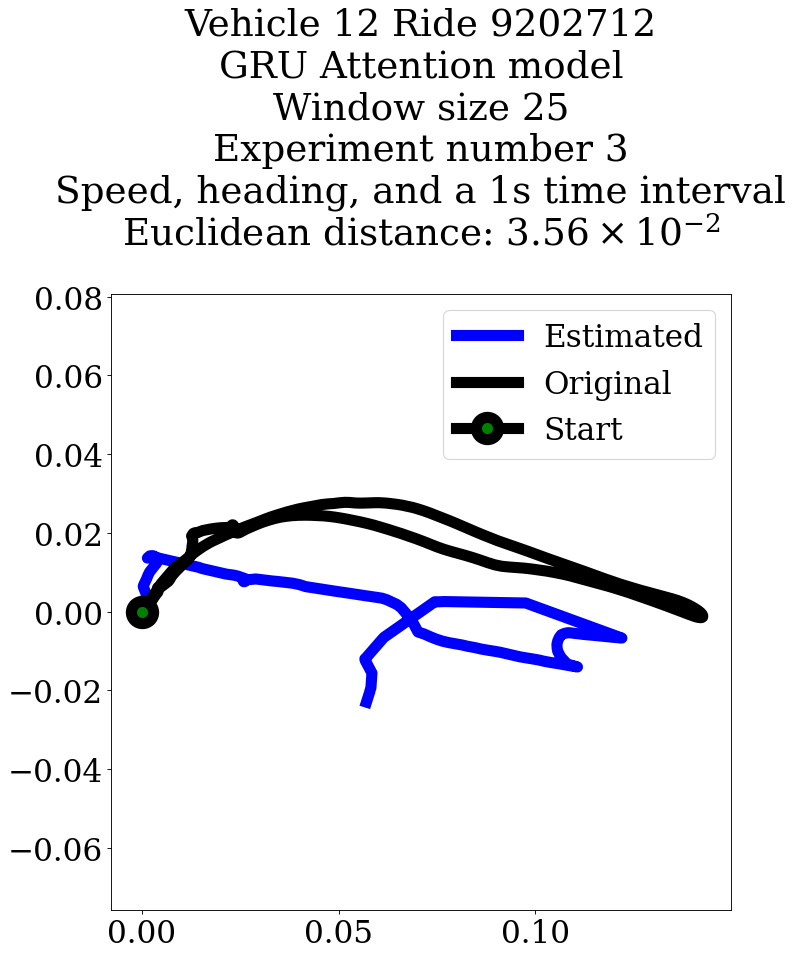 Vehicle 12 Ride 9202712
GRU Attention model
Window size 25
Experiment number 3
Speed, heading, and a 1s time interval
Euclidean distance: 3.56 × 10⁻²
0.08
0.06
0.04
0.02
0.00
−0.02
−0.04
−0.06
Estimated
Original
Start
0.00 0.05 0.10